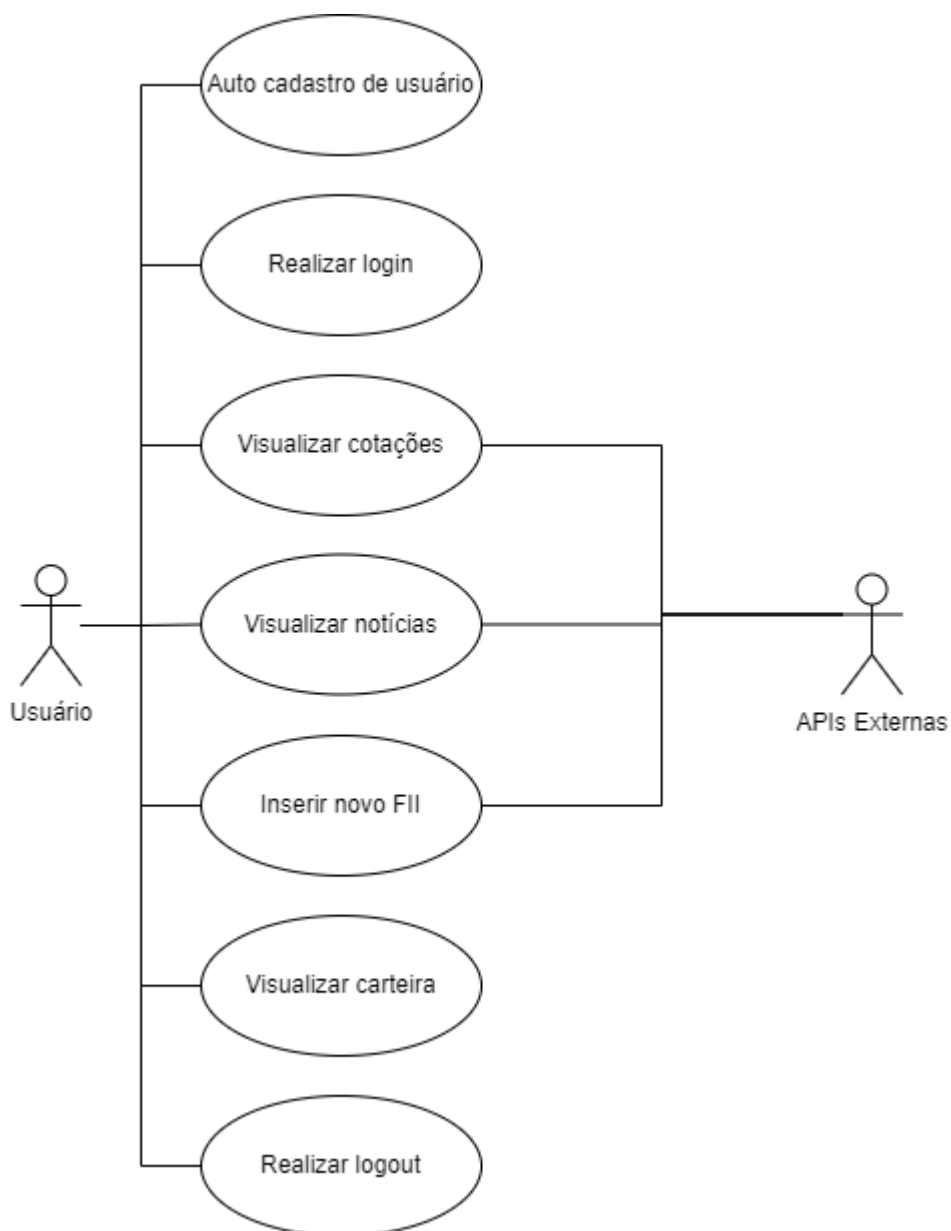 Auto cadastro de usuário
Realizar login
Visualizar cotações
Visualizar notícias
Usuário
APIs Externas
Inserir novo FII
Visualizar carteira
Realizar logout